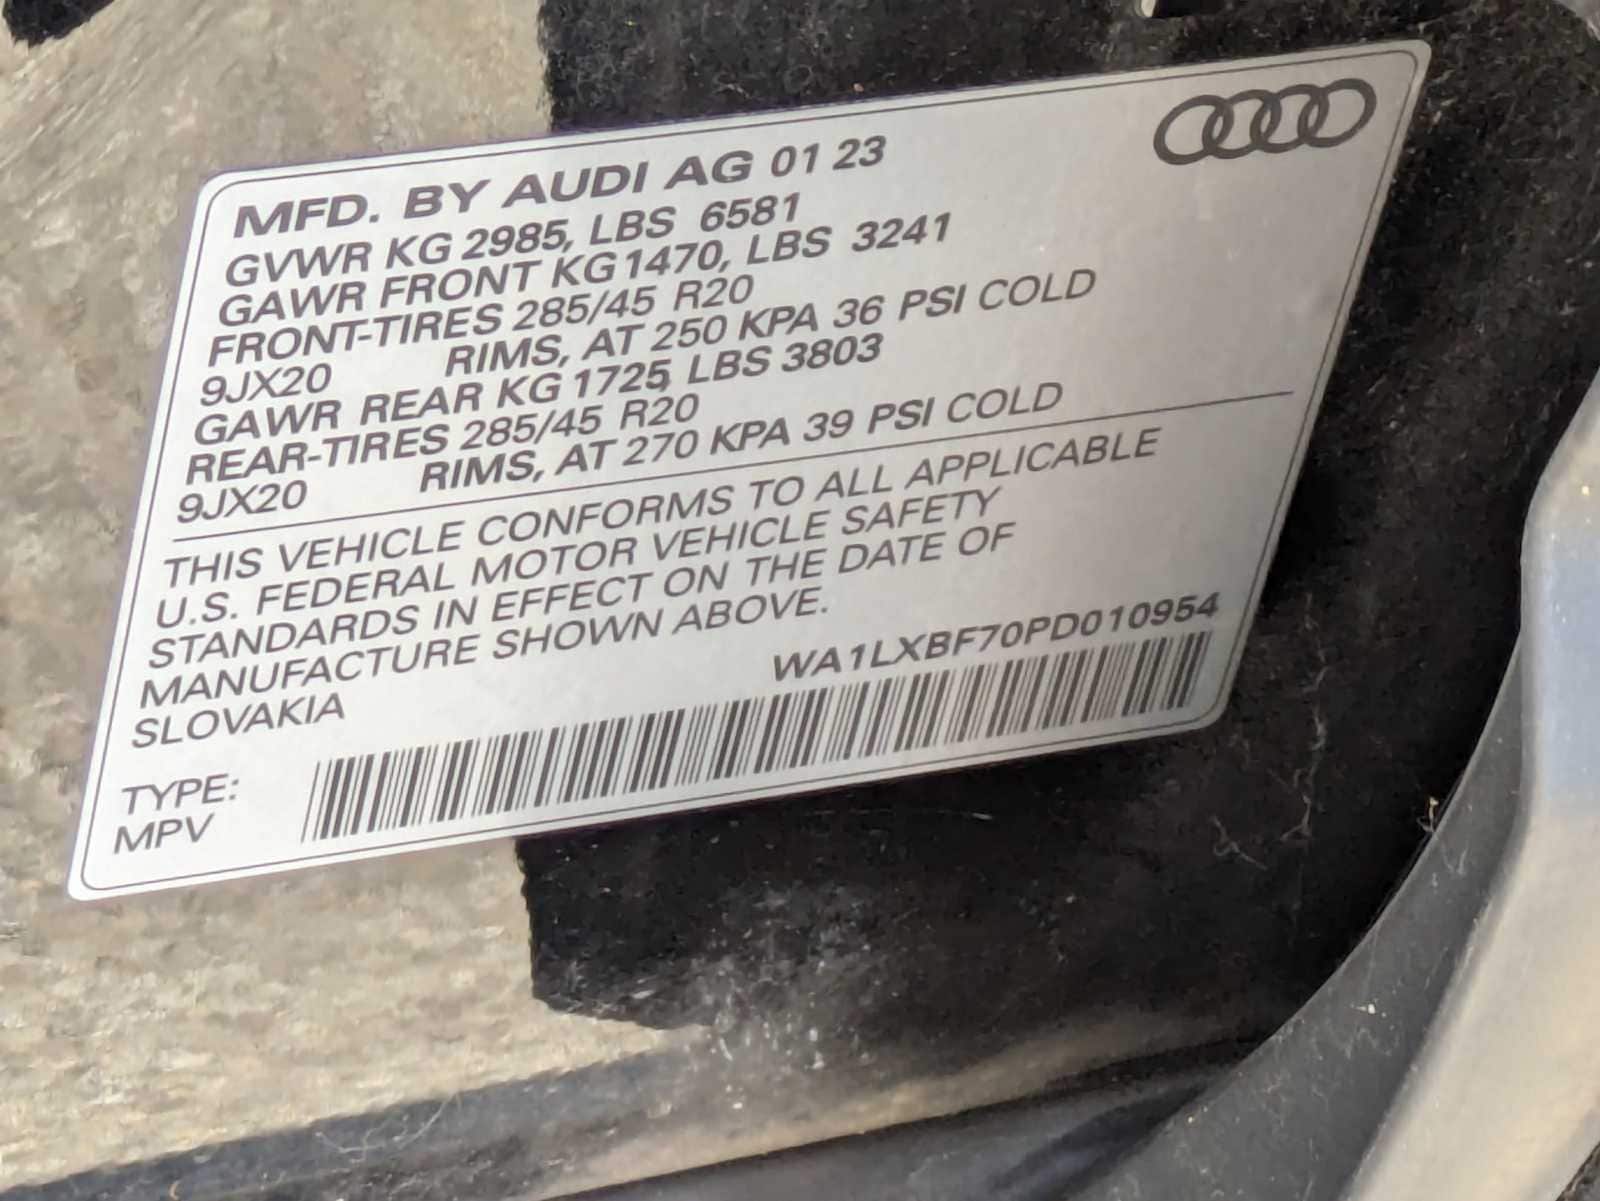 MFD. BY AUDI AG 01 23
GVWR KG 2985, LBS 6581
GAWR FRONT KG 1470, LBS 3241
FRONT-TIRES 285/45 R20
9JX20 RIMS, AT 250 KPA 36 PSI COLD
GAWR REAR KG 1725, LBS 3803
REAR-TIRES 285/45 R20
9JX20 RIMS, AT 270 KPA 39 PSI COLD
THIS VEHICLE CONFORMS TO ALL APPLICABLE
U.S. FEDERAL MOTOR VEHICLE SAFETY
STANDARDS IN EFFECT ON THE DATE OF
MANUFACTURE SHOWN ABOVE.
SLOVAKIA WA1LXBF70PD010954
TYPE:
MPV